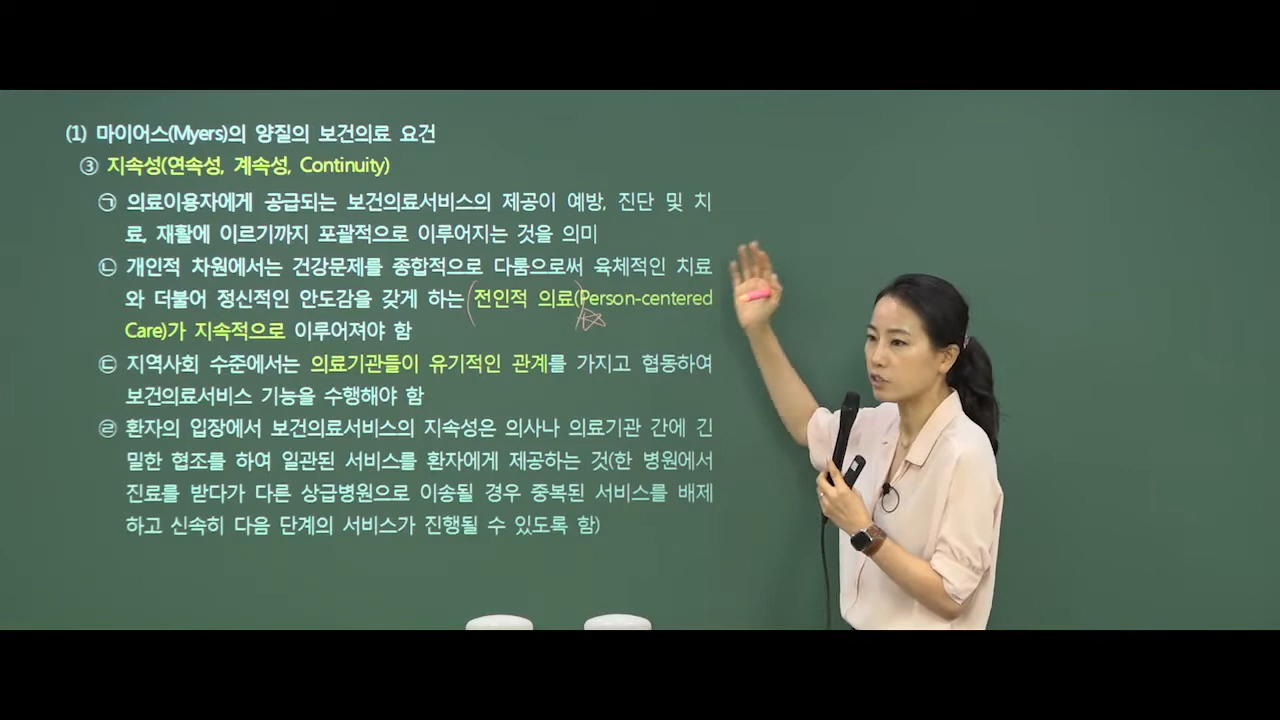 (1) 마이어스(Myers)의 양질의 보건의료 요건
③ 지속성(연속성, 계속성, Continuity)
㉠ 의료이용자에게 공급되는 보건의료서비스의 제공이 예방, 진단 및 치
료, 재활에 이르기까지 포괄적으로 이루어지는 것을 의미
㉡ 개인적 차원에서는 건강문제를 종합적으로 다룸으로써 육체적인 치료
와 더불어 정신적인 안도감을 갖게 하는 전인적 의료(Person-centered
Care)가 지속적으로 이루어져야 함
㉢ 지역사회 수준에서는 의료기관들이 유기적인 관계를 가지고 협동하여
보건의료서비스 기능을 수행해야 함
㉣ 환자의 입장에서 보건의료서비스의 지속성은 의사나 의료기관 간에 긴
밀한 협조를 하여 일관된 서비스를 환자에게 제공하는 것(한 병원에서
진료를 받다가 다른 상급병원으로 이송될 경우 중복된 서비스를 배제
하고 신속히 다음 단계의 서비스가 진행될 수 있도록 함)